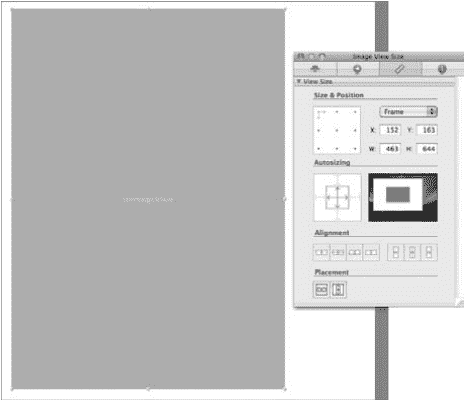 Image View Size
View Size
Size & Position
Frame
X: 152 Y: 163
W: 463 H: 644
Autosizing
Alignment
Placement